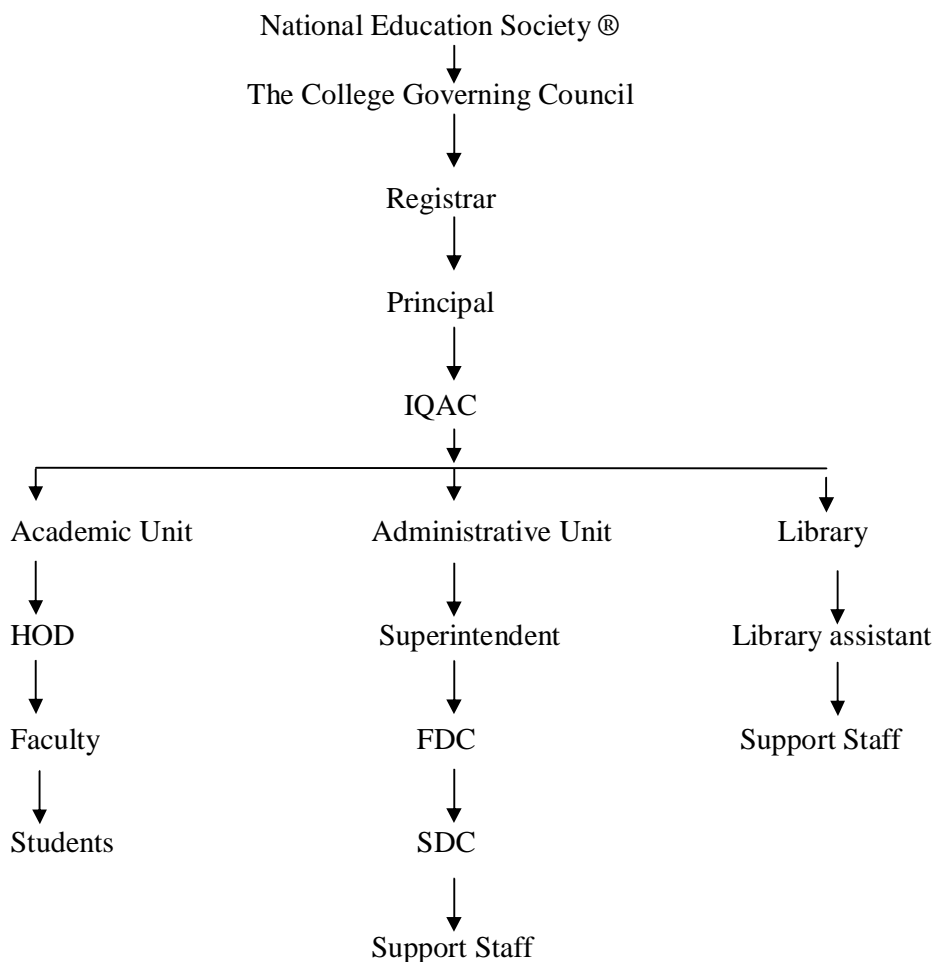 National Education Society ®
The College Governing Council
Registrar
Principal
IQAC
Academic Unit Administrative Unit Library
HOD Superintendent Library assistant
Faculty FDC Support Staff
Students SDC
Support Staff